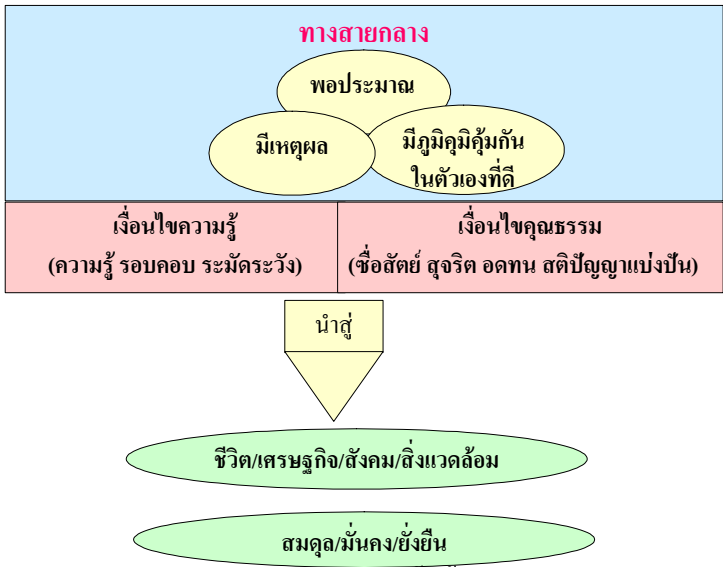 ทางสายกลาง
พอประมาณ
มีเหตุผล
มีภูมิคุมิคุ้มกัน
ในตัวเองที่ดี
เงื่อนไขความรู้
(ความรู้ รอบคอบ ระมัดระวัง)
เงื่อนไขคุณธรรม
(ซื่อสัตย์ สุจริต อดทน สติปัญญาแบ่งปัน)
นำสู่
ชีวิต/เศรษฐกิจ/สังคม/สิ่งแวดล้อม
สมดุล/มั่นคง/ยั่งยืน